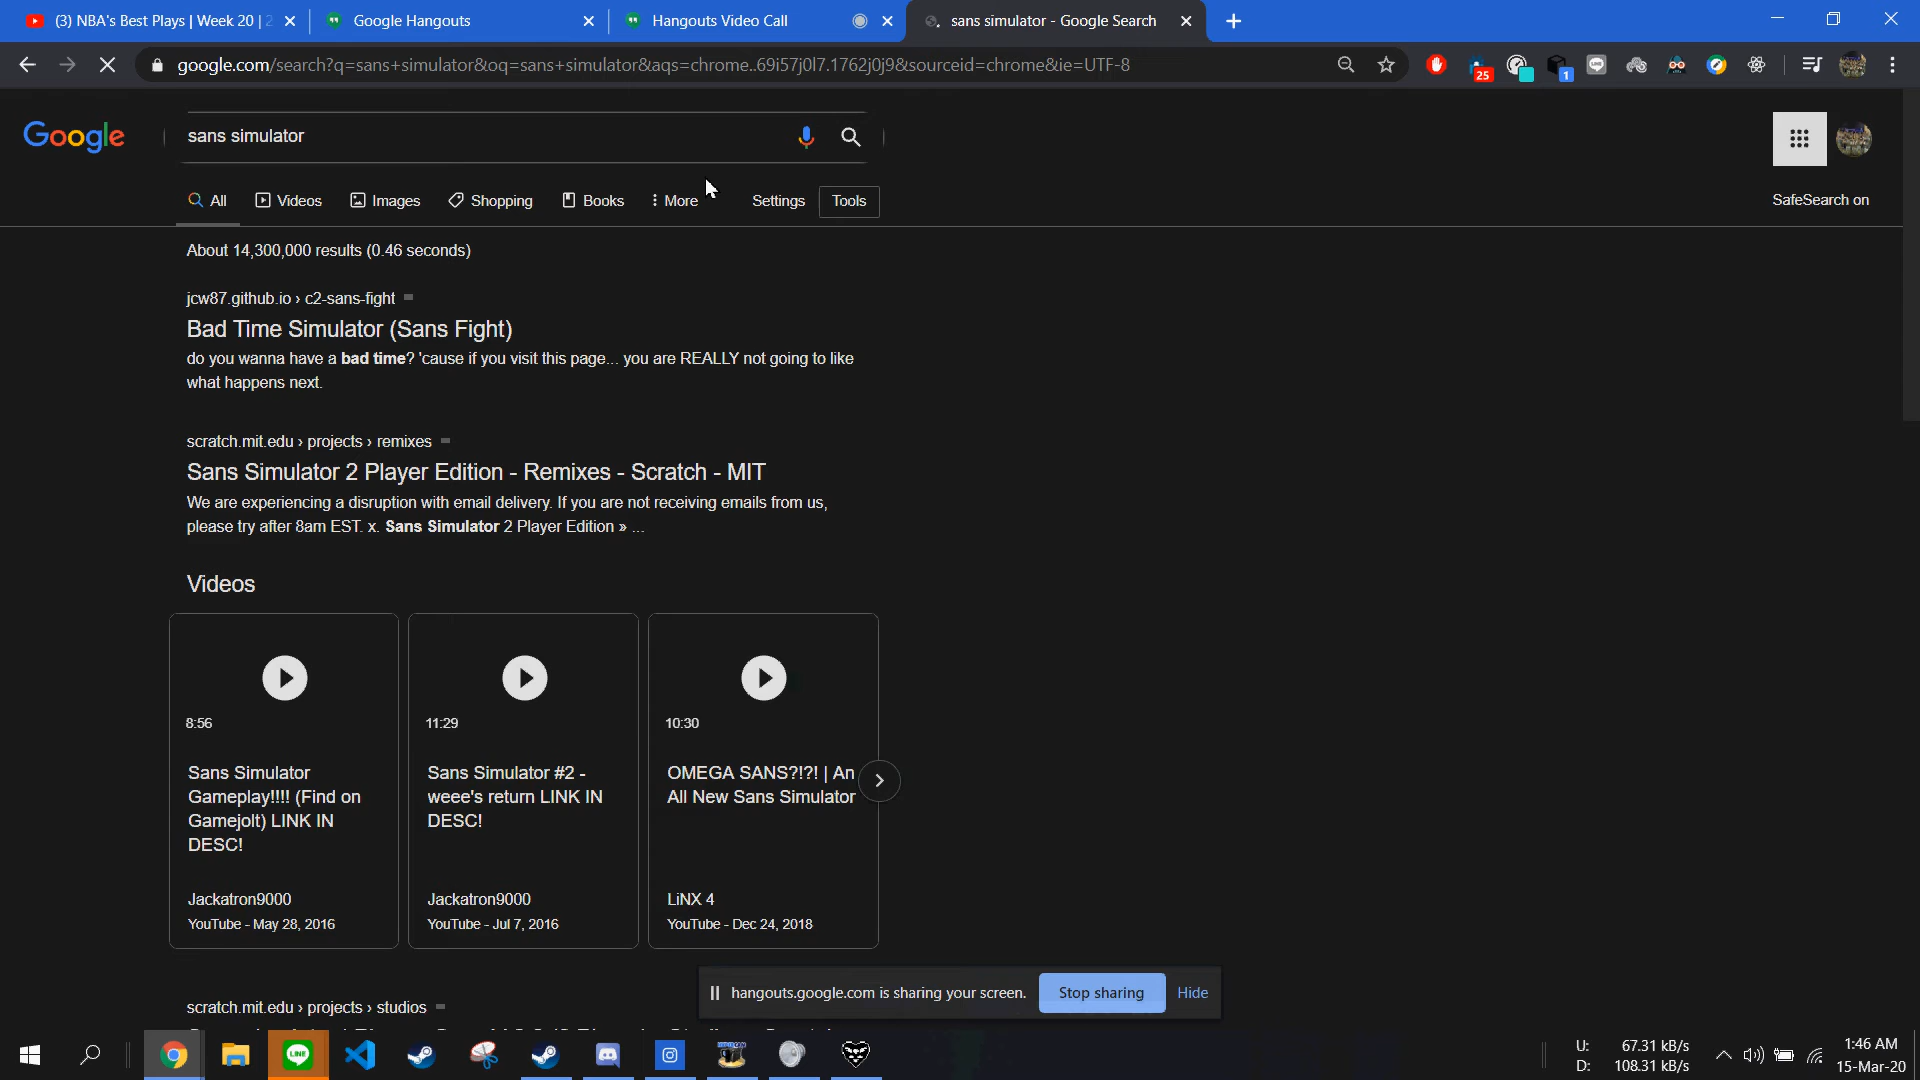 (3) NBA's Best Plays | Week 20 | 2
Google Hangouts
Hangouts Video Call
sans simulator - Google Search
google.com/search?q=sans+simulator&oq=sans+simulator&aqs=chrome..69i57j0l7.1762j0j9&sourceid=chrome&ie=UTF-8
25
1
Google
sans simulator
All
Videos
Images
Shopping
Books
More
Settings
Tools
SafeSearch on
About 14,300,000 results (0.46 seconds)
jcw87.github.io › c2-sans-fight
Bad Time Simulator (Sans Fight)
do you wanna have a bad time? 'cause if you visit this page... you are REALLY not going to like
what happens next.
scratch.mit.edu › projects › remixes
Sans Simulator 2 Player Edition - Remixes - Scratch - MIT
We are experiencing a disruption with email delivery. If you are not receiving emails from us,
please try after 8am EST. x. Sans Simulator 2 Player Edition » ...
Videos
8:56
Sans Simulator
Gameplay!!!! (Find on
Gamejolt) LINK IN
DESC!
Jackatron9000
YouTube - May 28, 2016
11:29
Sans Simulator #2 -
weee's return LINK IN
DESC!
Jackatron9000
YouTube - Jul 7, 2016
10:30
OMEGA SANS?!?! | An
All New Sans Simulator
LiNX 4
YouTube - Dec 24, 2018
scratch.mit.edu › projects › studios
hangouts.google.com is sharing your screen.
Stop sharing
Hide
LINE
U: 67.31 kB/s
D: 108.31 kB/s
1:46 AM
15-Mar-20